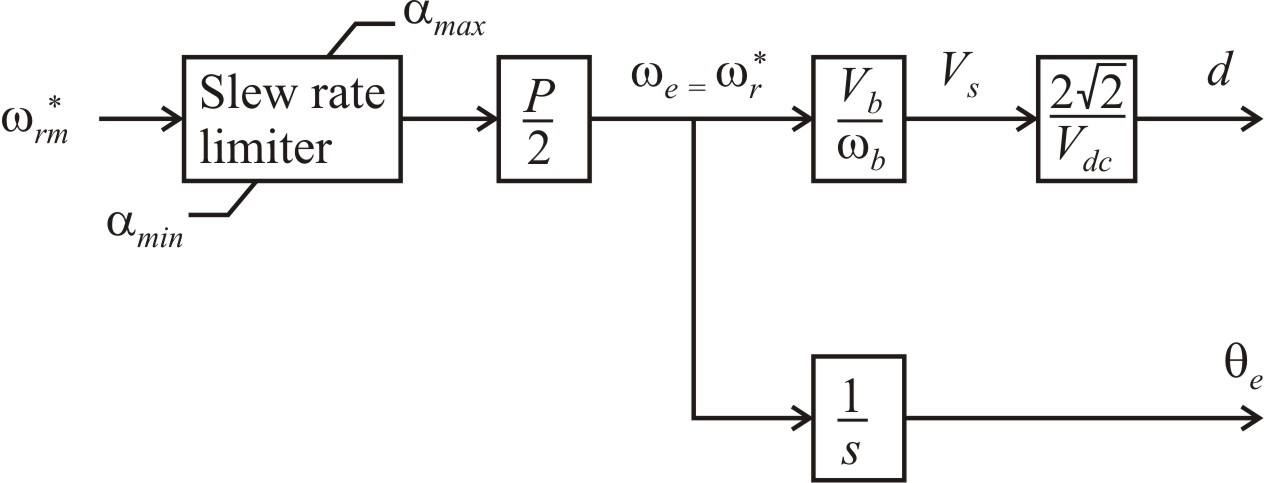 α_max
ω*_rm
Slew rate
limiter
α_min
P
2
ω_e = ω*_r
V_b
ω_b
V_s
2√2
V_dc
d
1
s
θ_e